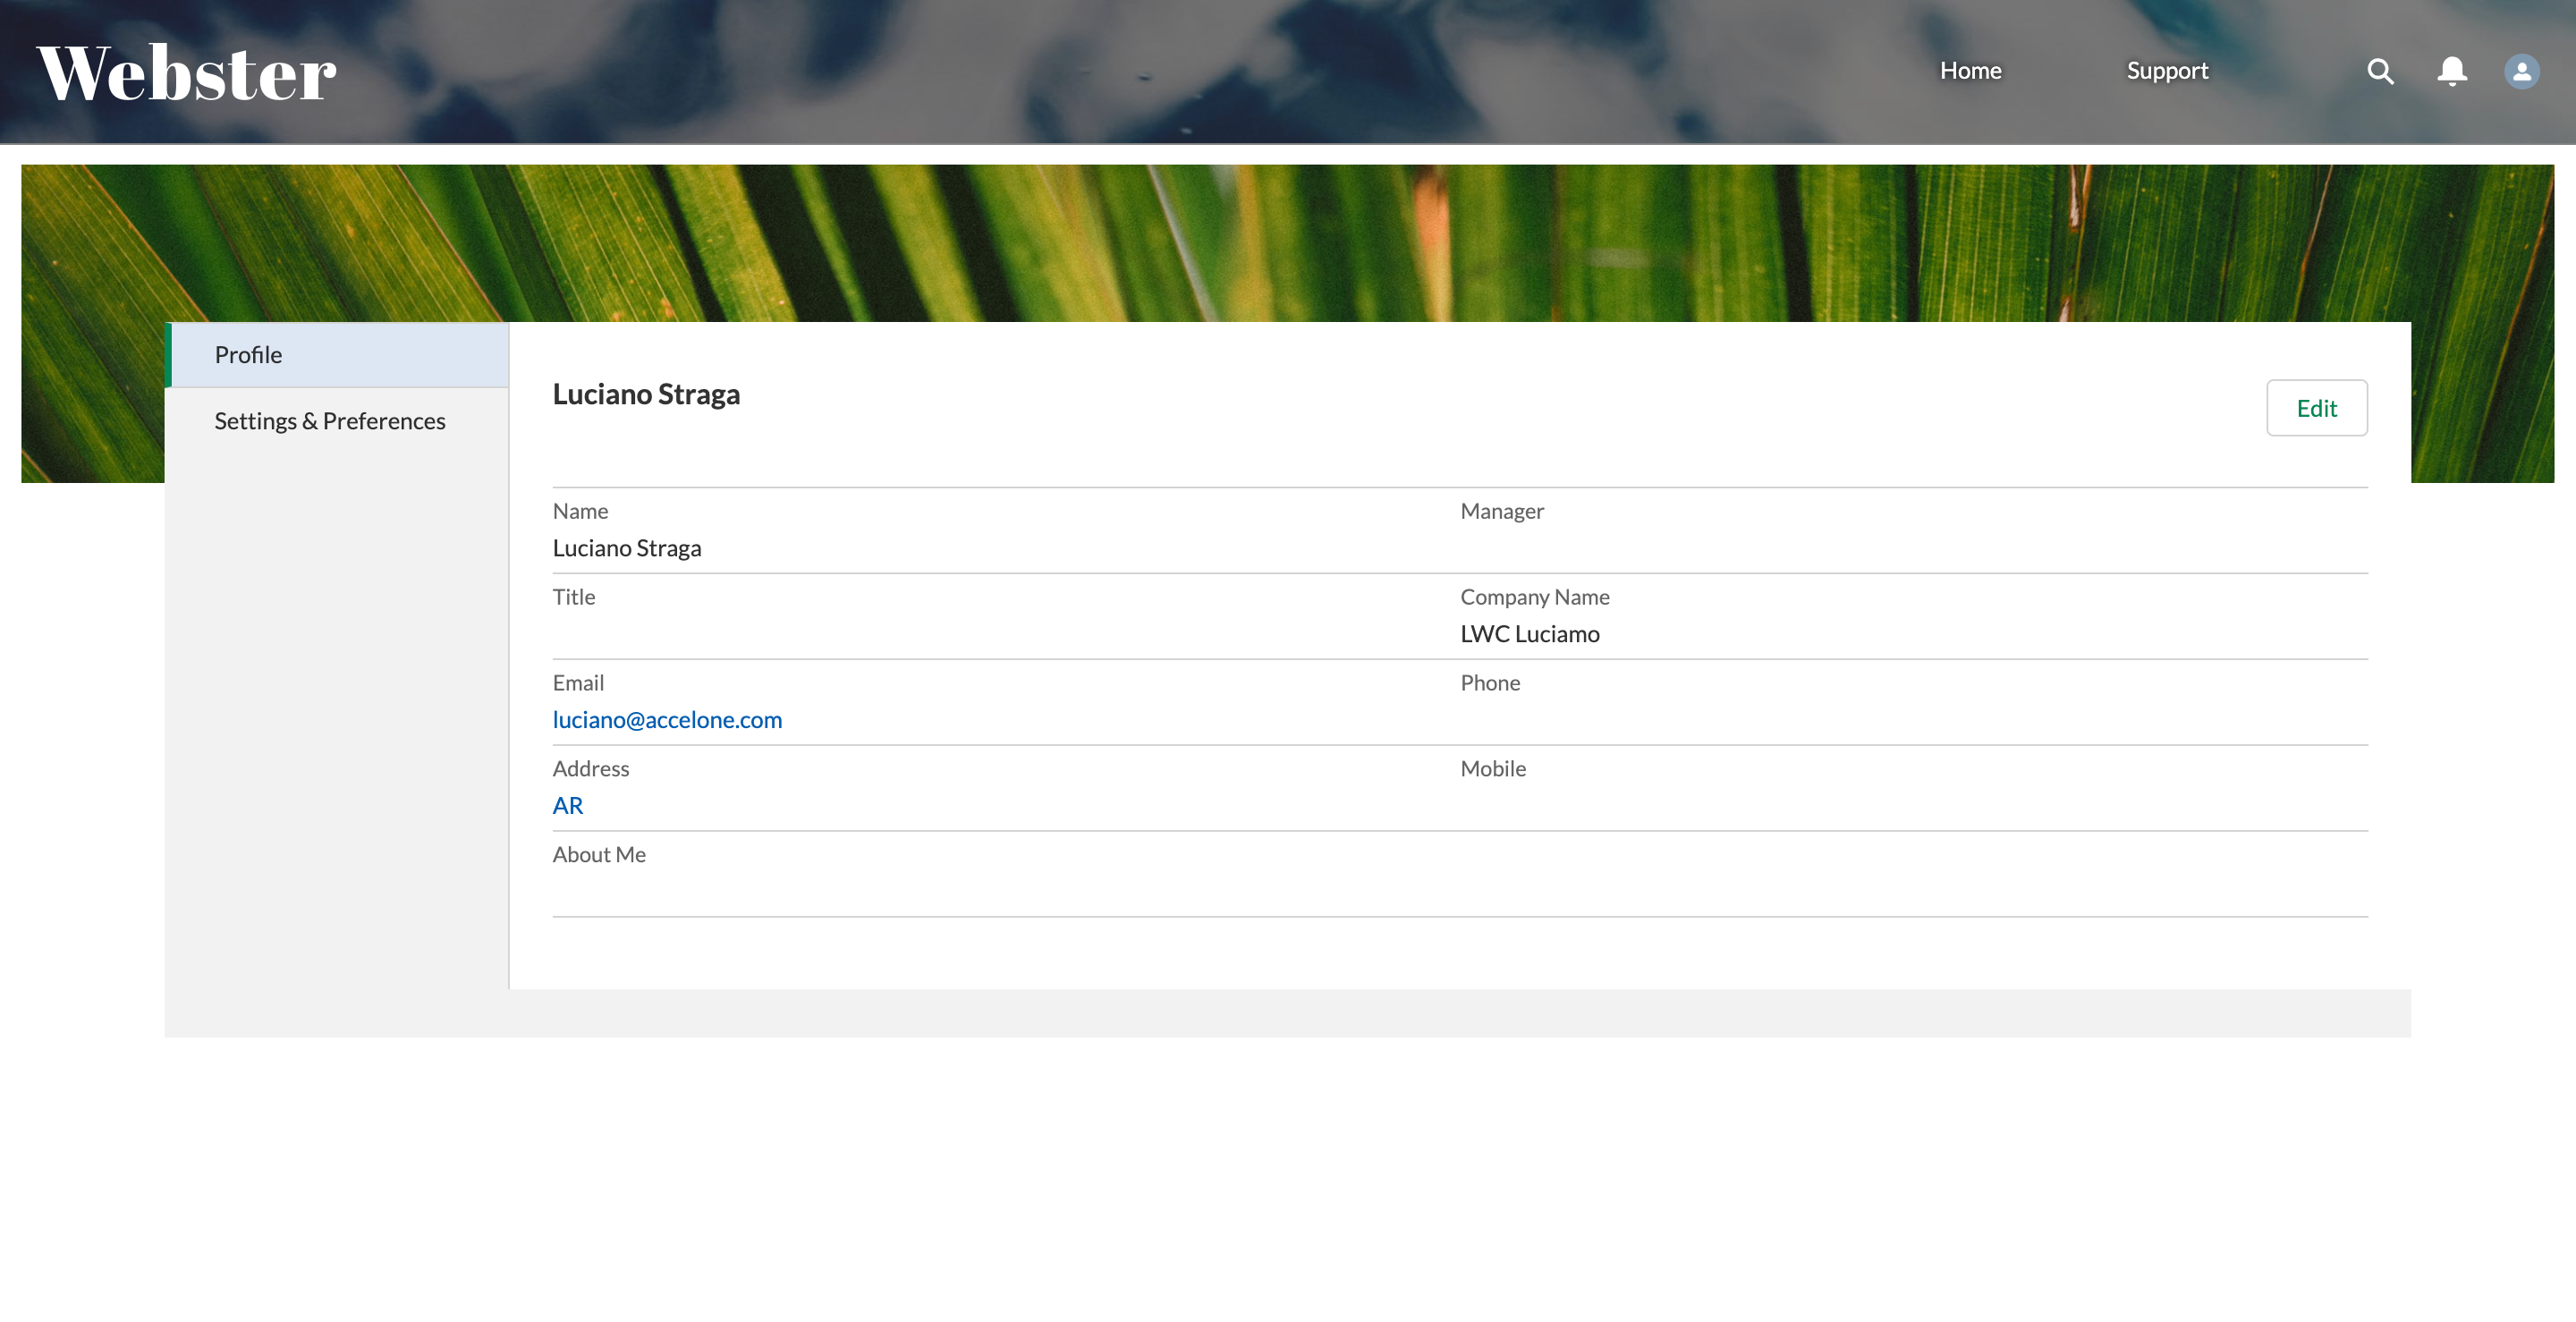 Webster
Home
Support
Profile
Settings & Preferences
Luciano Straga
Edit
Name
Luciano Straga
Manager
Title
Company Name
LWC Luciamo
Email
luciano@accelone.com
Phone
Address
AR
Mobile
About Me